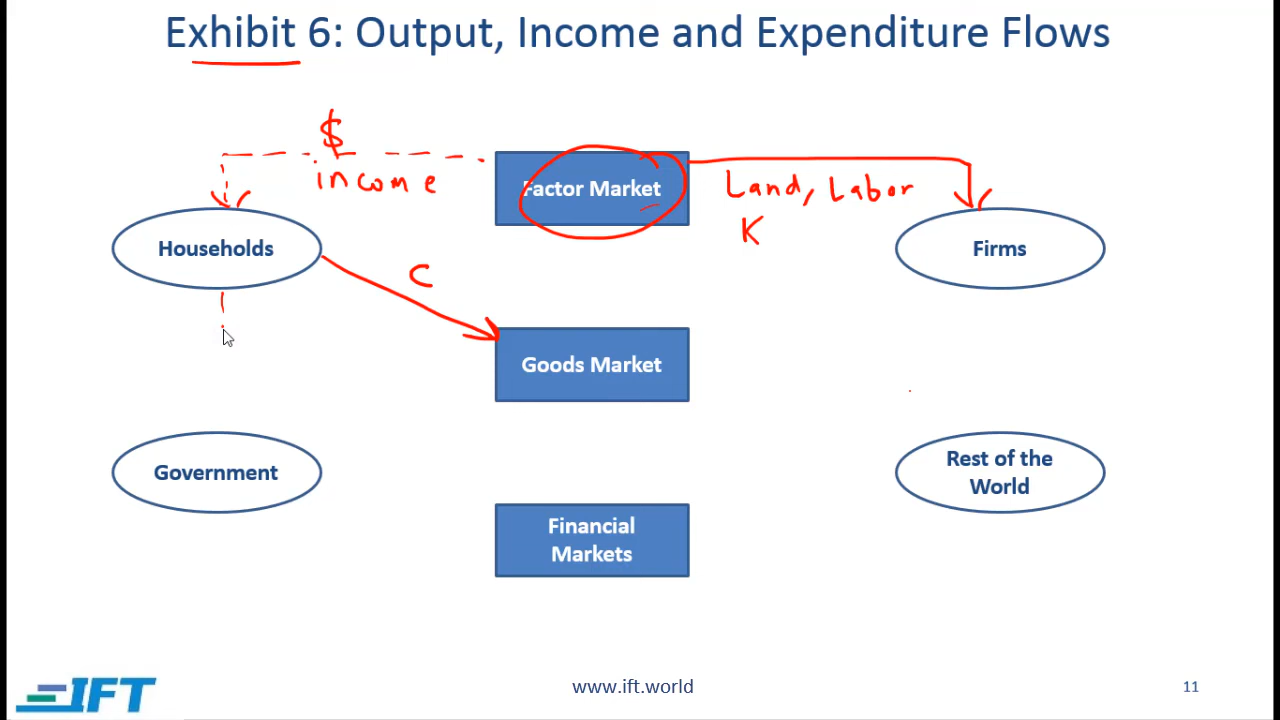 Exhibit 6: Output, Income and Expenditure Flows
$
income
Factor Market
Land, Labor
K
Households
C
Firms
Goods Market
Government
Rest of the
World
Financial
Markets
IFT
www.ift.world
11